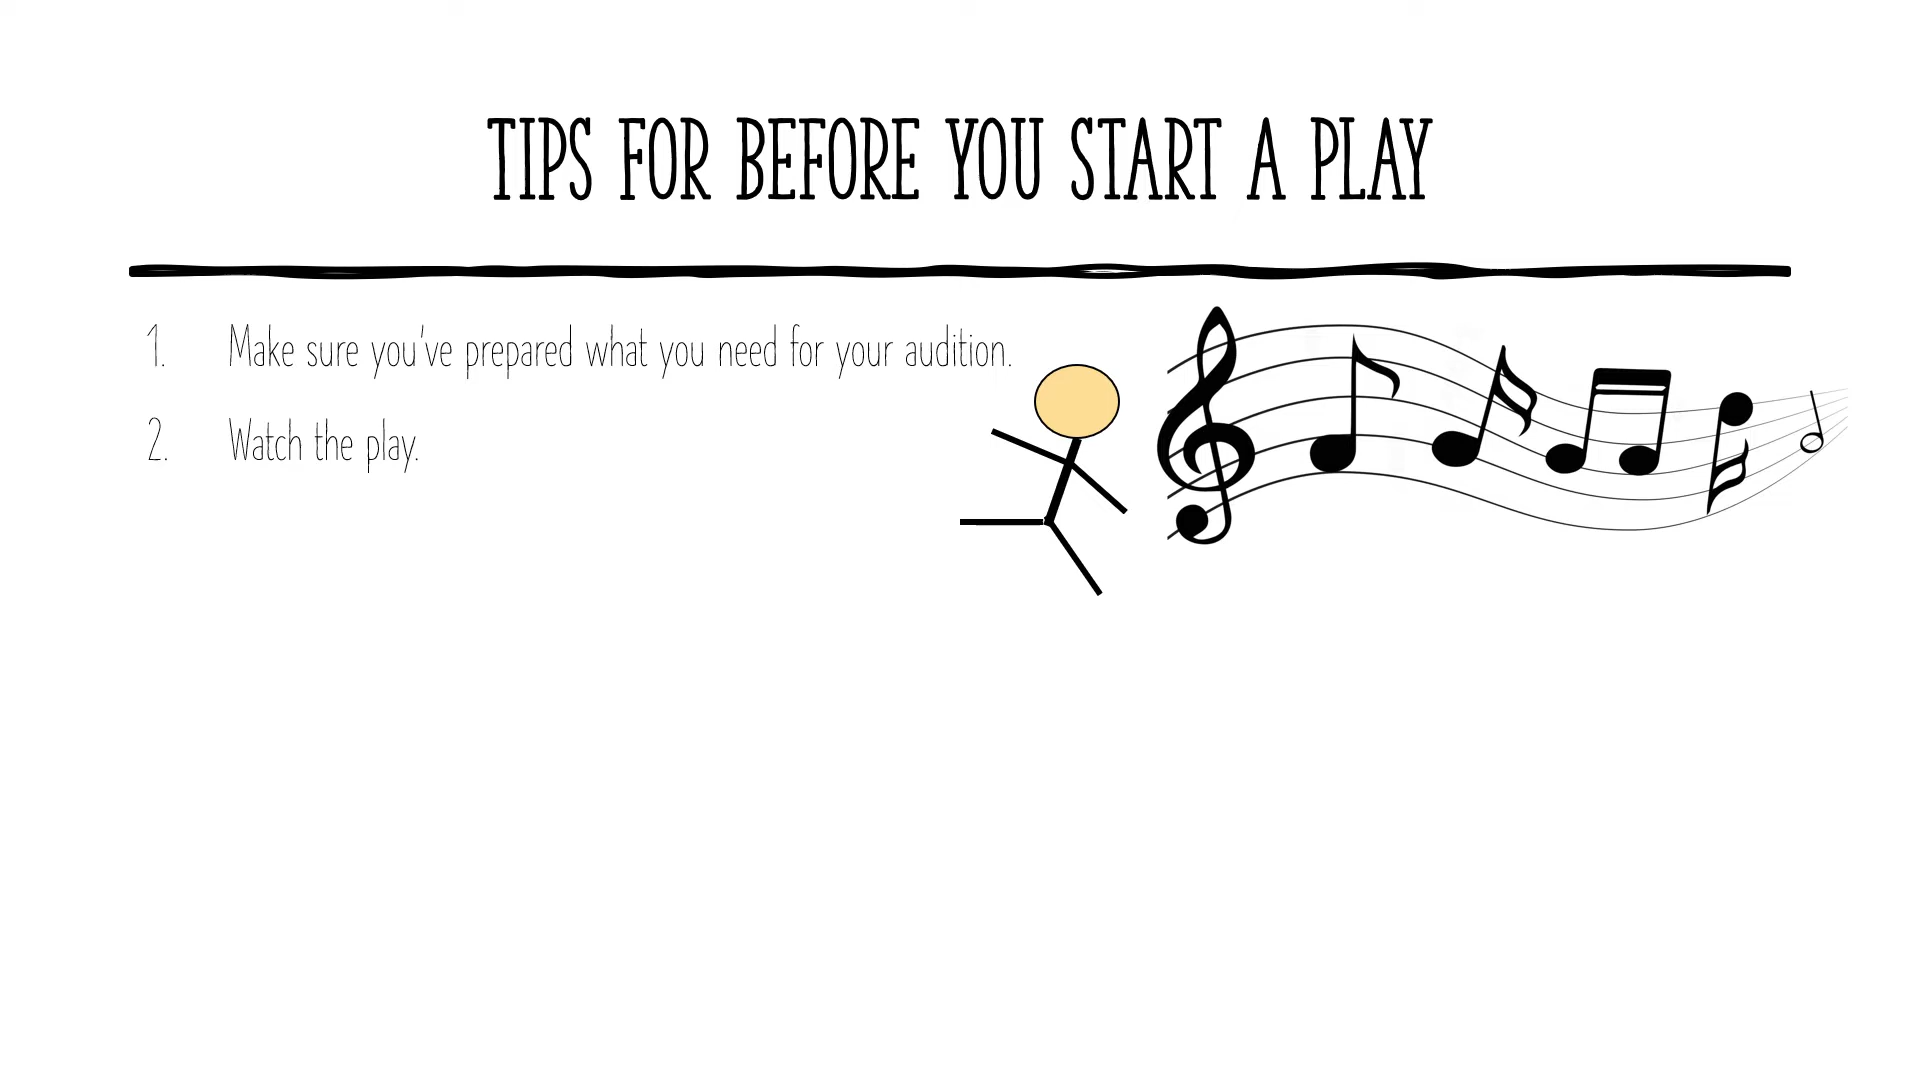 TIPS FOR BEFORE YOU START A PLAY
1. Make sure you've prepared what you need for your audition.
2. Watch the play.